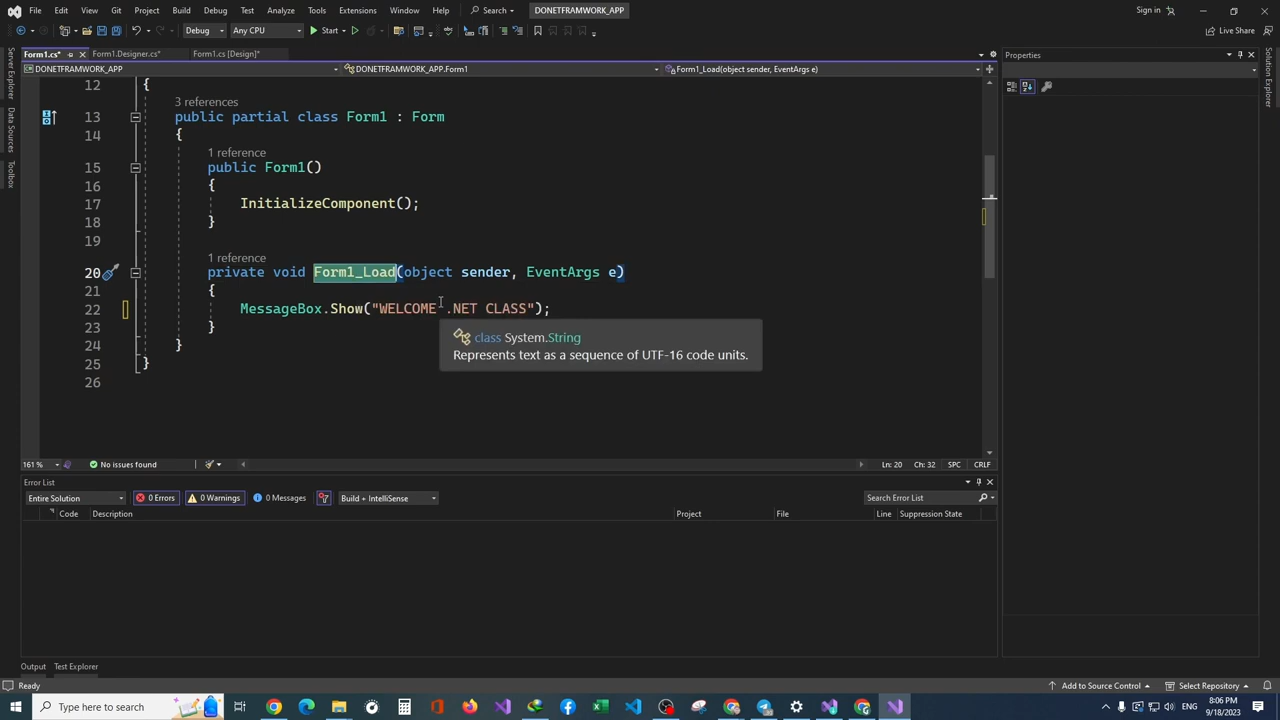 File Edit View Git Project Build Debug Test Analyze Tools Extensions Window Help Search DONETFRAMWORK_APP Sign in
Debug Any CPU Start Live Share
Form1.cs* Form1.Designer.cs* Form1.cs [Design]*
DONETFRAMWORK_APP DONETFRAMWORK_APP.Form1 Form1_Load(object sender, EventArgs e)
12 {
3 references
13 public partial class Form1 : Form
14 {
1 reference
15 public Form1()
16 {
17 InitializeComponent();
18 }
19
1 reference
20 private void Form1_Load(object sender, EventArgs e)
21 {
22 MessageBox.Show("WELCOME .NET CLASS");
23 }
24 }
25 }
26
class System.String
Represents text as a sequence of UTF-16 code units.
161 % No issues found Ln: 20 Ch: 32 SPC CRLF
Error List
Entire Solution 0 Errors 0 Warnings 0 Messages Build + IntelliSense Search Error List
Code Description Project File Line Suppression State
Output Test Explorer
Ready Add to Source Control Select Repository
Type here to search ENG 8:06 PM
9/18/2023
Server Explorer
Data Sources
Toolbox
Properties
Solution Explorer